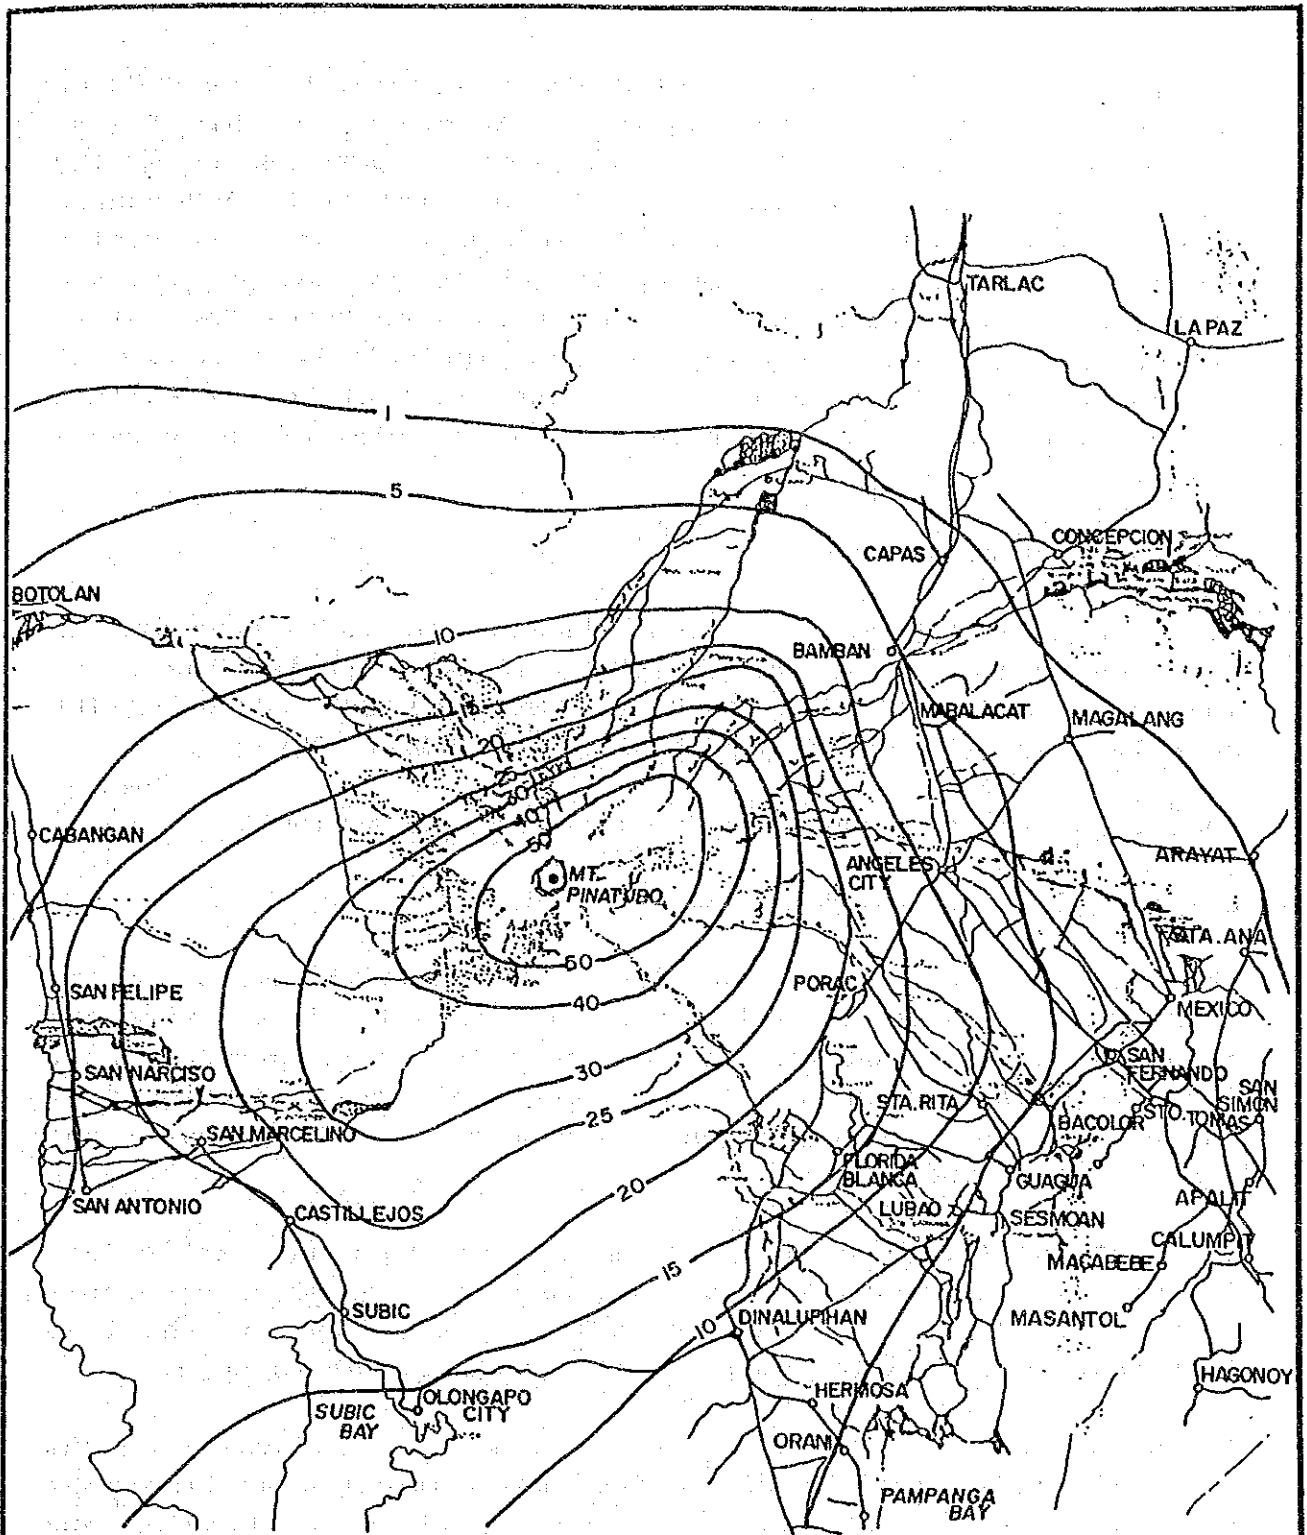 TARLAC
LA PAZ
1
5
CONCEPCION
CAPAS
BOTOLAN
10
BAMBAN
15
MABALACAT
MAGALANG
20
25
30
40
50
CABANGAN
ARAYAT
ANGELES
CITY
MT.
PINATUBO
STA. ANA
50
PORAC
SAN FELIPE
40
MEXICO
SAN
FERNANDO
30
SAN NARCISO
SAN
SIMON
STA. RITA
25
BACOLOR
STO. TOMAS
SAN MARCELINO
FLORIDA
BLANCA
GUAGUA
20
SAN ANTONIO
APALIT
LUBAO
CASTILLEJOS
SESMOAN
CALUMPIT
MACABEBE
15
SUBIC
DINALUPIHAN
MASANTOL
10
HAGONOY
HERMOSA
OLONGAPO
CITY
SUBIC
BAY
ORANI
PAMPANGA
BAY